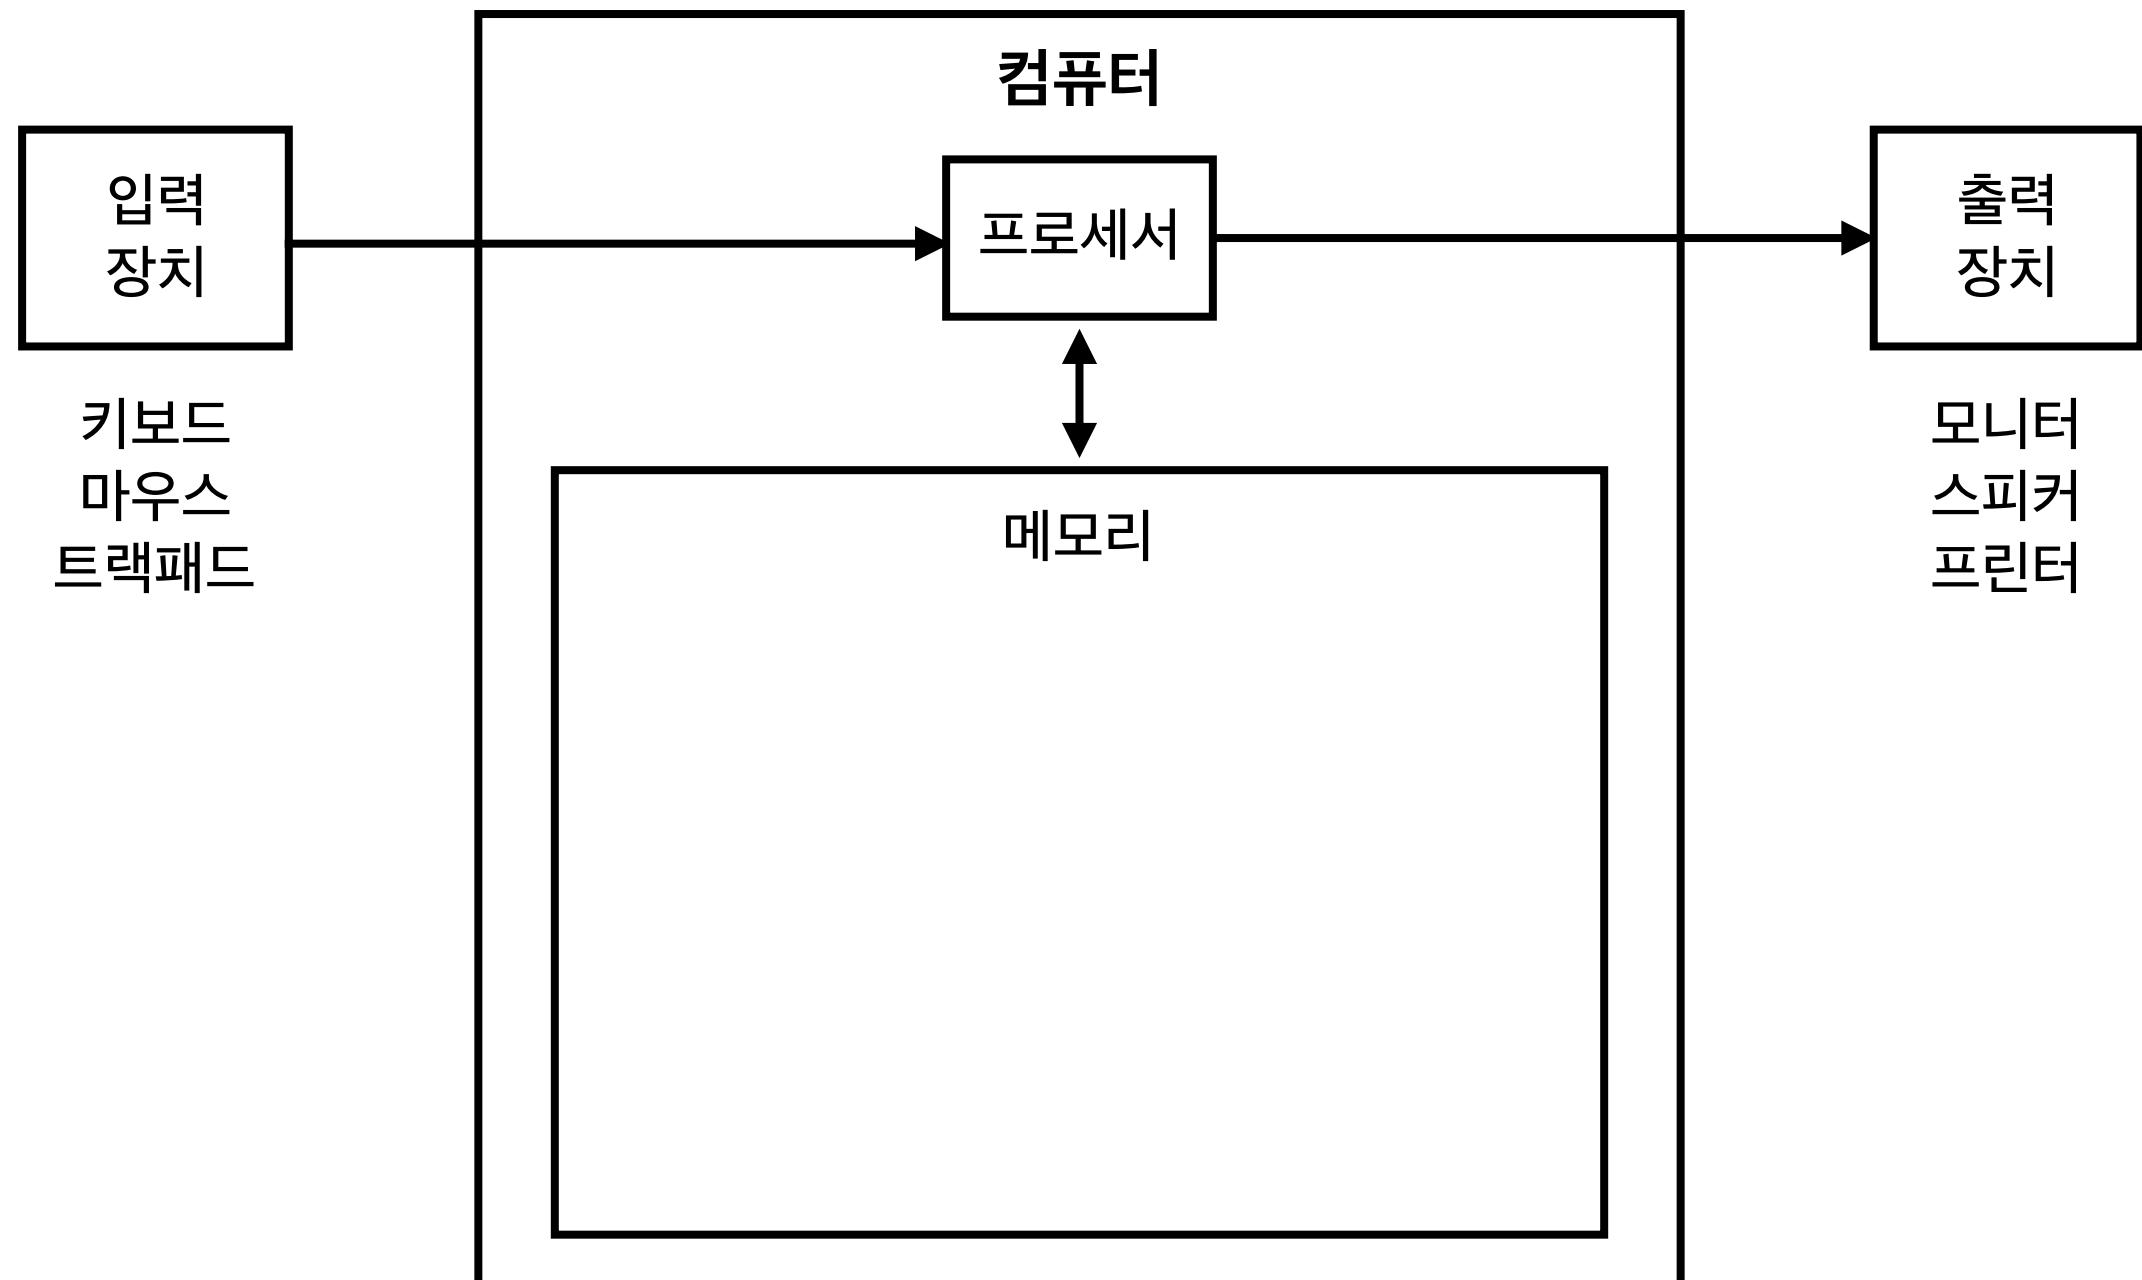 컴퓨터
입력
장치
프로세서
출력
장치
키보드
마우스
트랙패드
모니터
스피커
프린터
메모리